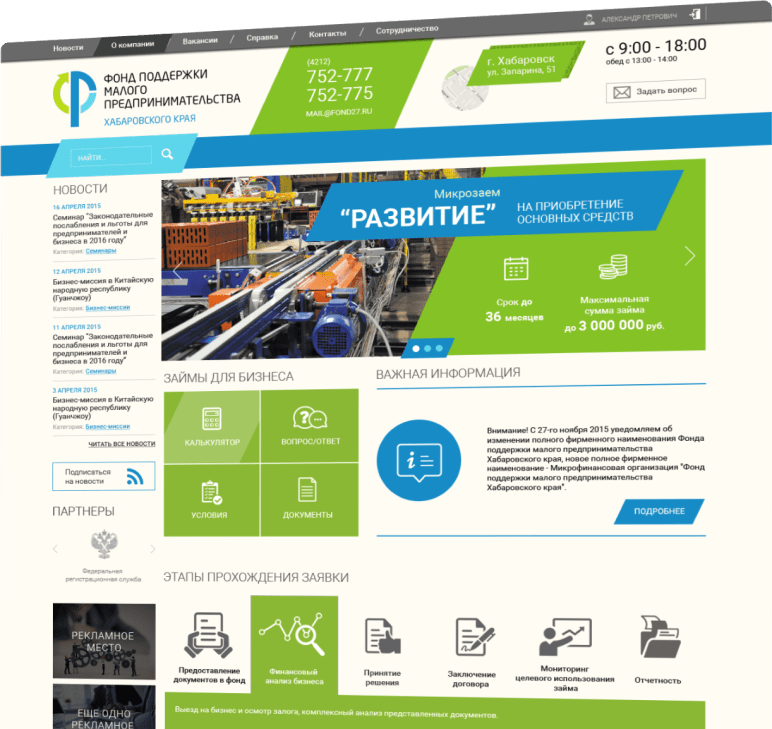 Новости
О компании
Вакансии
/
Справка
/
Контакты
/
Сотрудничество
АЛЕКСАНДР ПЕТРОВИЧ
ФОНД ПОДДЕРЖКИ
МАЛОГО
ПРЕДПРИНИМАТЕЛЬСТВА
ХАБАРОВСКОГО КРАЯ
(4212)
752-777
752-775
MAIL@FOND27.RU
г. Хабаровск
ул. Запарина, 51
с 9:00 - 18:00
обед с 13:00 - 14:00
Задать вопрос
НАЙТИ...
НОВОСТИ
16 АПРЕЛЯ 2015
Семинар "Законодательные
послабления и льготы для
предпринимателей и
бизнеса в 2016 году"
Категория: Семинары
12 АПРЕЛЯ 2015
Бизнес-миссия в Китайскую
народную республику
(Гуанчжоу)
Категория: Бизнес-миссии
11 АПРЕЛЯ 2015
Семинар "Законодательные
послабления и льготы для
предпринимателей и
бизнеса в 2016 году"
Категория: Семинары
3 АПРЕЛЯ 2015
Бизнес-миссия в Китайскую
народную республику
(Гуанчжоу)
Категория: Бизнес-миссии
ЧИТАТЬ ВСЕ НОВОСТИ
Подписаться
на новости
ПАРТНЕРЫ
Федеральная
регистрационная служба
РЕКЛАМНОЕ
МЕСТО
ЕЩЕ ОДНО
РЕКЛАМНОЕ
Микрозаем
“РАЗВИТИЕ”
НА ПРИОБРЕТЕНИЕ
ОСНОВНЫХ СРЕДСТВ
Срок до
36 месяцев
Максимальная
сумма займа
до 3 000 000 руб.
ЗАЙМЫ ДЛЯ БИЗНЕСА
КАЛЬКУЛЯТОР
ВОПРОС/ОТВЕТ
УСЛОВИЯ
ДОКУМЕНТЫ
ВАЖНАЯ ИНФОРМАЦИЯ
Внимание! С 27-го ноября 2015 уведомляем об
изменении полного фирменного наименования Фонда
поддержки малого предпринимательства
Хабаровского края, новое полное фирменное
наименование - Микрофинансовая организация "Фонд
поддержки малого предпринимательства
Хабаровского края".
ПОДРОБНЕЕ
ЭТАПЫ ПРОХОЖДЕНИЯ ЗАЯВКИ
Предоставление
документов в фонд
Финансовый
анализ бизнеса
Принятие
решения
Заключение
договора
Мониторинг
целевого использования
займа
Отчетность
Выезд на бизнес и осмотр залога, комплексный анализ представленных документов.